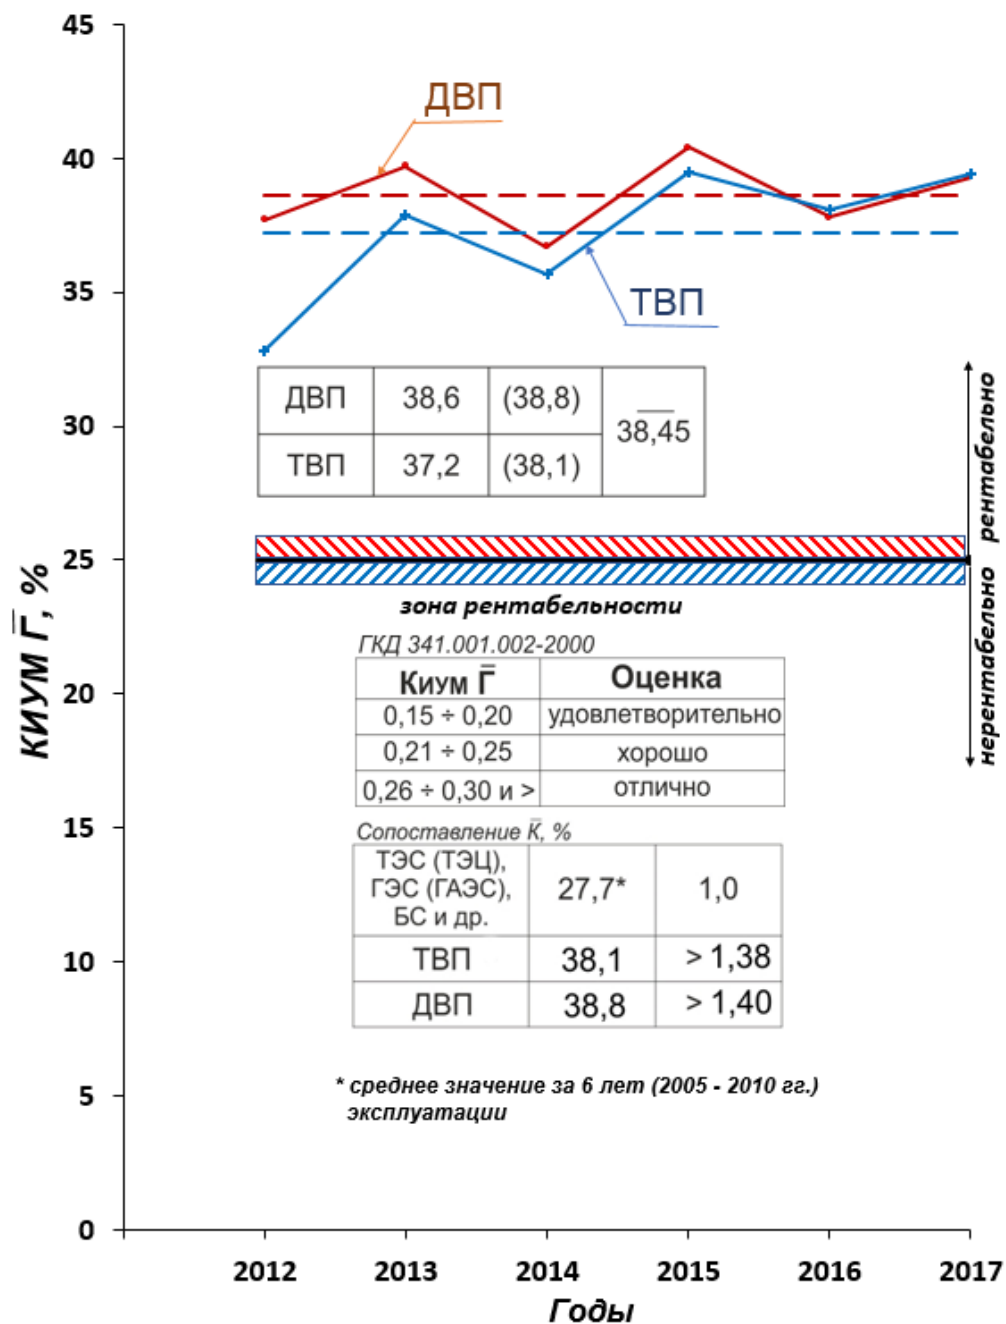 45
ДВП
40
35
ТВП
ДВП 38,6 (38,8)
38,45
ТВП 37,2 (38,1)
30
рентабельно
25
нерентабельно
зона рентабельности
КИУМ Г̅, %
ГКД 341.001.002-2000
Киум Г̅ Оценка
0,15 ÷ 0,20 удовлетворительно
0,21 ÷ 0,25 хорошо
0,26 ÷ 0,30 и > отлично
20
15
Сопоставление К̅, %
ТЭС (ТЭЦ),
ГЭС (ГАЭС), 27,7* 1,0
БС и др.
ТВП 38,1 > 1,38
ДВП 38,8 > 1,40
10
* среднее значение за 6 лет (2005 - 2010 гг.)
эксплуатации
5
0
2012 2013 2014 2015 2016 2017
Годы